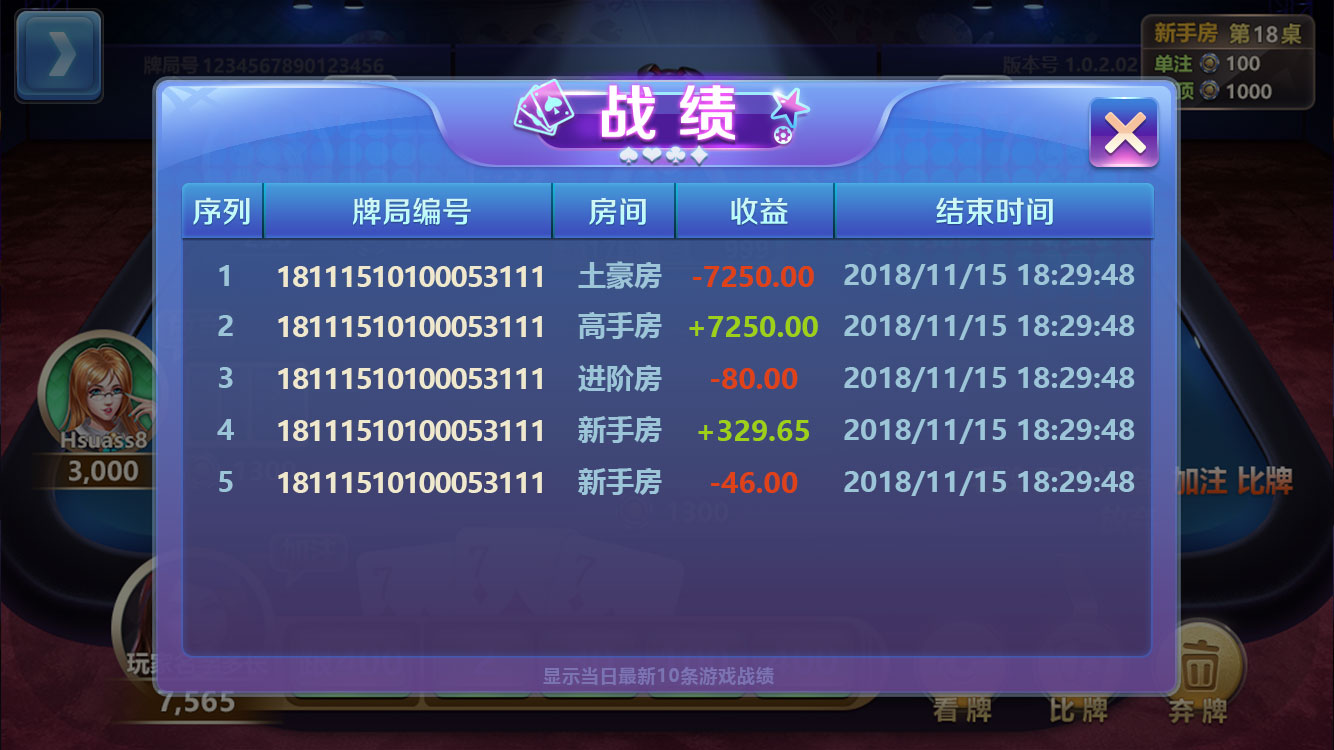 新手房 第18桌
牌局号 1234567890123456
版本号 1.0.2.02
单注 100
顶 1000
战绩
序列 牌局编号 房间 收益 结束时间
1 18111510100053111 土豪房 -7250.00 2018/11/15 18:29:48
2 18111510100053111 高手房 +7250.00 2018/11/15 18:29:48
3 18111510100053111 进阶房 -80.00 2018/11/15 18:29:48
4 18111510100053111 新手房 +329.65 2018/11/15 18:29:48
5 18111510100053111 新手房 -46.00 2018/11/15 18:29:48
Hsuass8
3,000
加注 比牌
1300
加注
显示当日最新10条游戏战绩
7,565
看牌 比牌 弃牌